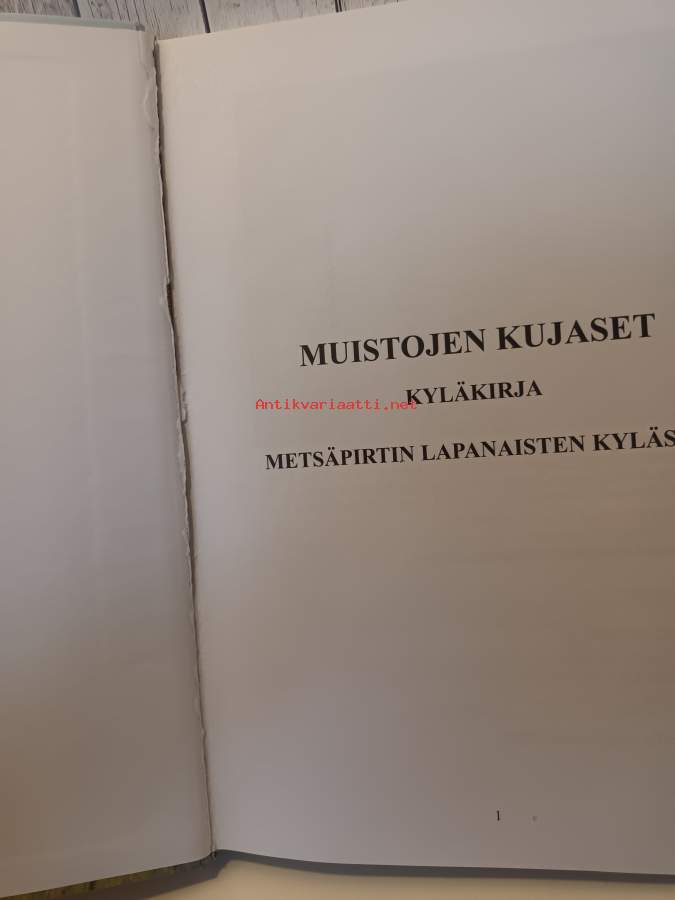 MUISTOJEN KUJASET
KYLÄKIRJA
Antikvariaatti.net
METSÄPIRTIN LAPANAISTEN KYLÄS
1